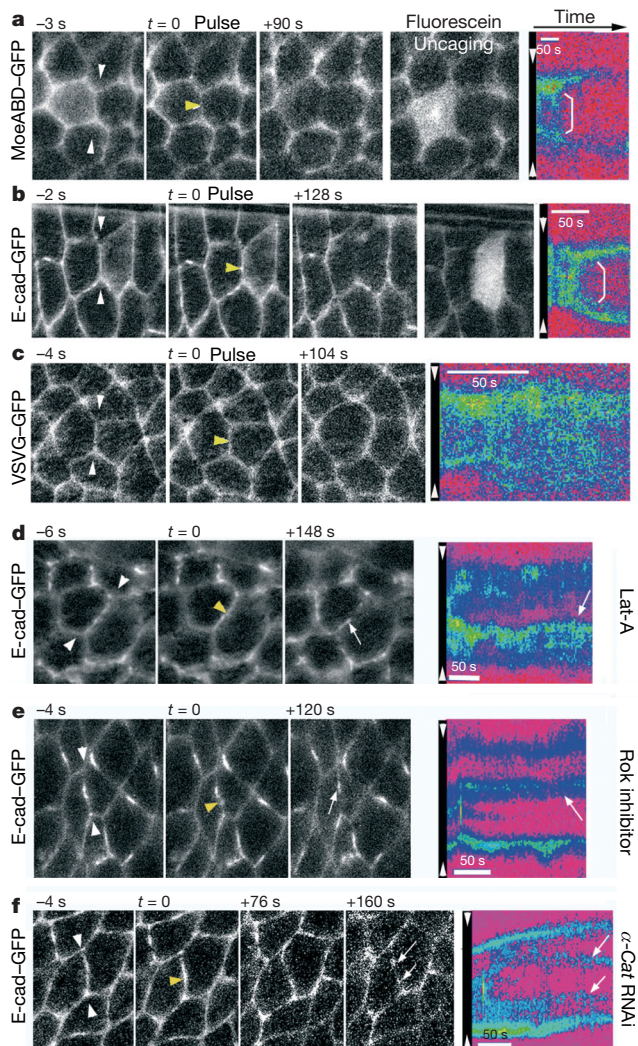 a
−3 s
t = 0 Pulse
+90 s
Fluorescein
Uncaging
Time
50 s
MoeABD–GFP
b
−2 s
t = 0 Pulse
+128 s
50 s
E-cad–GFP
c
−4 s
t = 0 Pulse
+104 s
50 s
VSVG–GFP
d
−6 s
t = 0
+148 s
50 s
E-cad–GFP
Lat-A
e
−4 s
t = 0
+120 s
50 s
E-cad–GFP
Rok inhibitor
f
−4 s
t = 0
+76 s
+160 s
50 s
E-cad–GFP
α-Cat RNAi